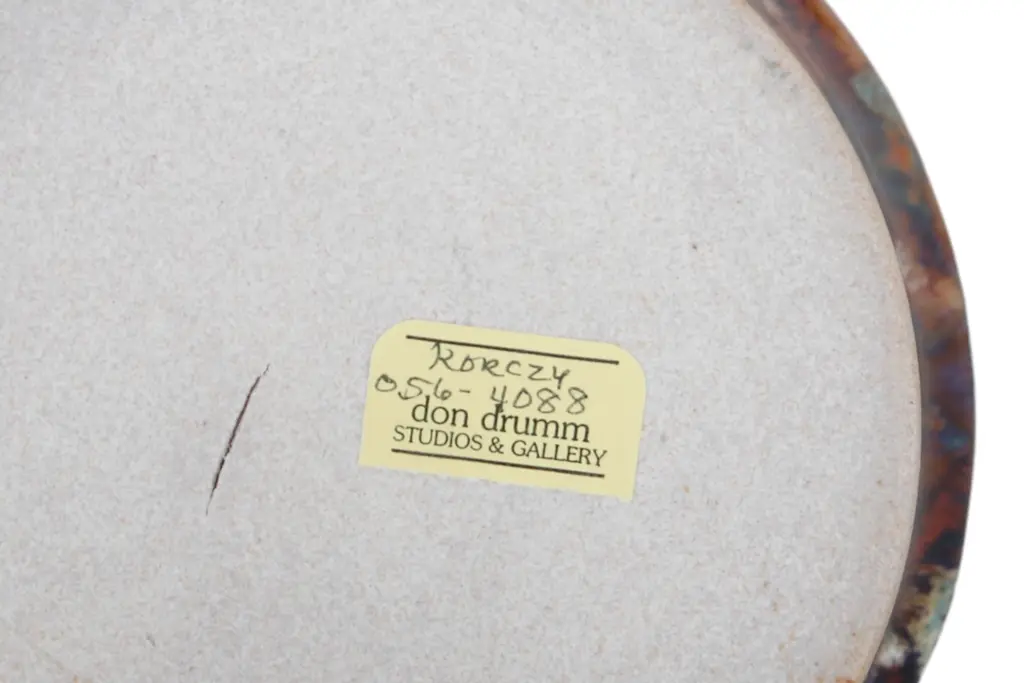 KORCZY
056-4088
don drumm
STUDIOS & GALLERY